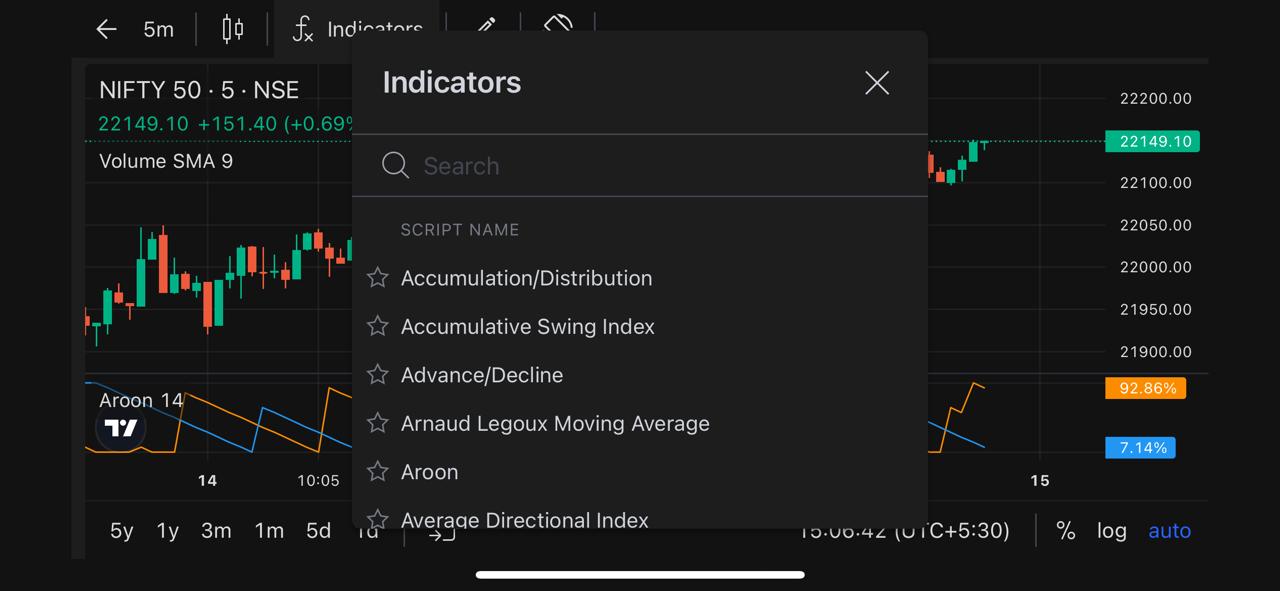 5m
Indicators
NIFTY 50 · 5 · NSE
22149.10 +151.40 (+0.69%
Volume SMA 9
Indicators
Search
SCRIPT NAME
Accumulation/Distribution
Accumulative Swing Index
Advance/Decline
Arnaud Legoux Moving Average
Aroon
Average Directional Index
22200.00
22149.10
22100.00
22050.00
22000.00
21950.00
21900.00
Aroon 14
92.86%
7.14%
14 10:05 15
5y 1y 3m 1m 5d 1d 15:06:42 (UTC+5:30) % log auto